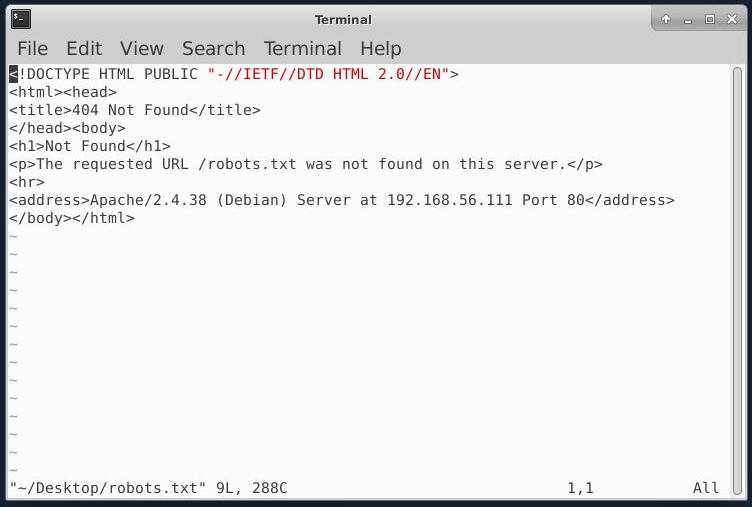 Terminal
File Edit View Search Terminal Help
<!DOCTYPE HTML PUBLIC "-//IETF//DTD HTML 2.0//EN">
<html><head>
<title>404 Not Found</title>
</head><body>
<h1>Not Found</h1>
<p>The requested URL /robots.txt was not found on this server.</p>
<hr>
<address>Apache/2.4.38 (Debian) Server at 192.168.56.111 Port 80</address>
</body></html>
~
~
~
~
~
~
~
~
~
~
~
~
~
~
"~/Desktop/robots.txt" 9L, 288C 1,1 All